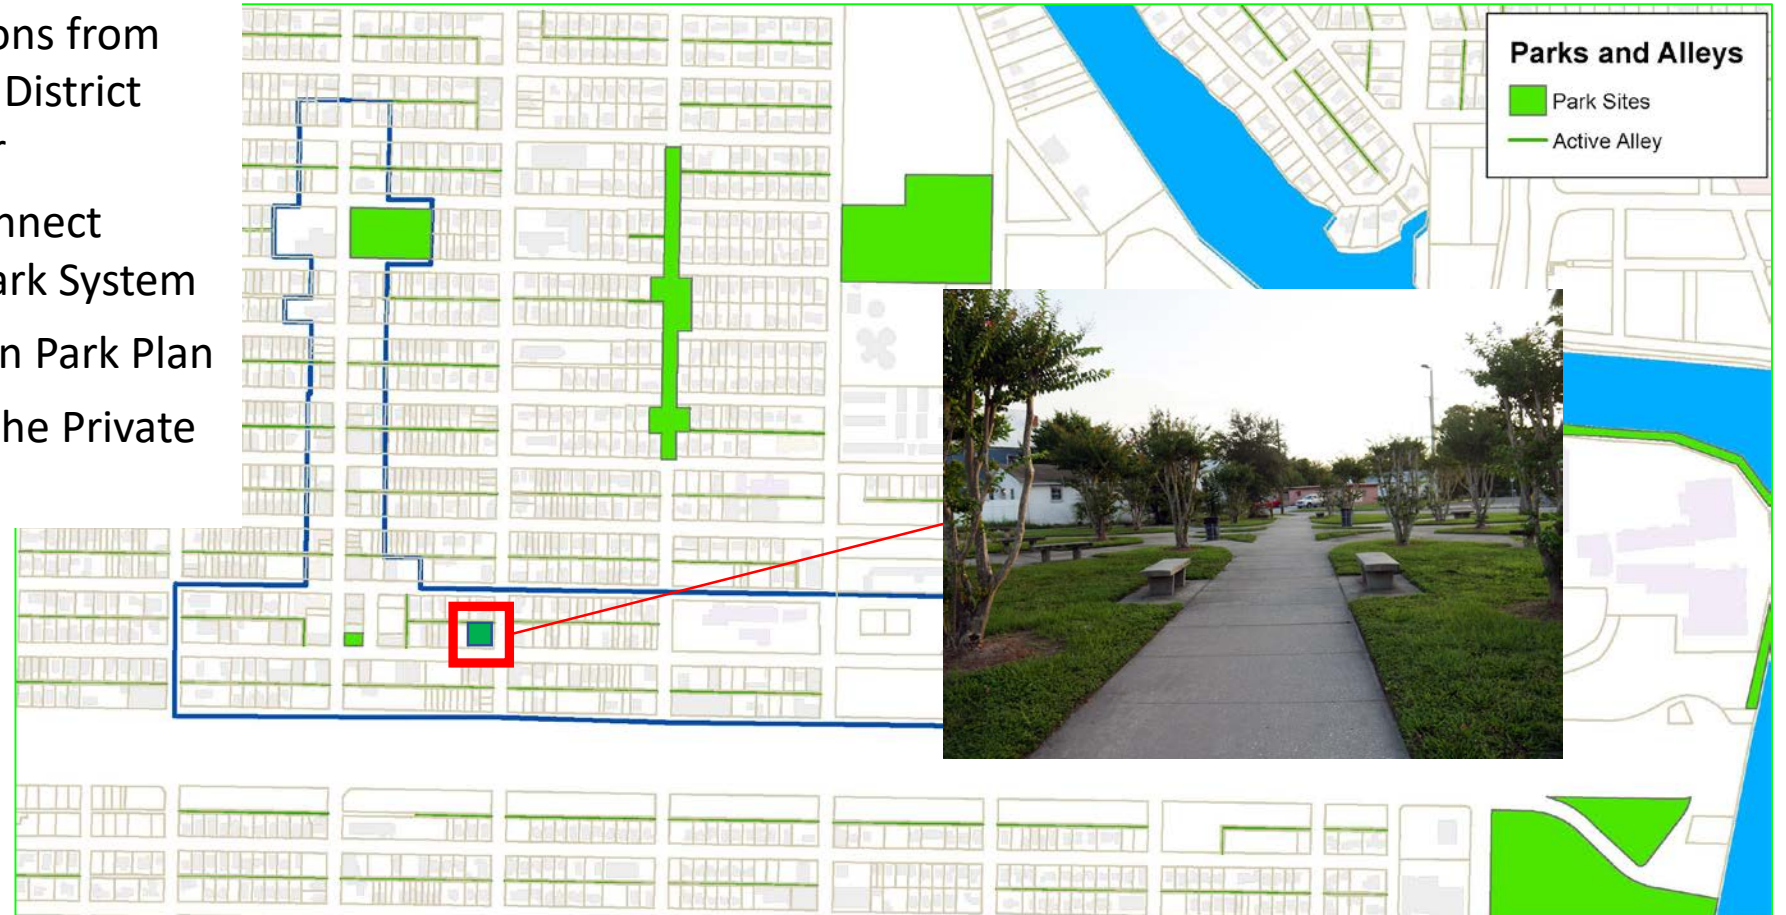 ons from
District
r
nnect
ark System
n Park Plan
he Private
Parks and Alleys
Park Sites
Active Alley